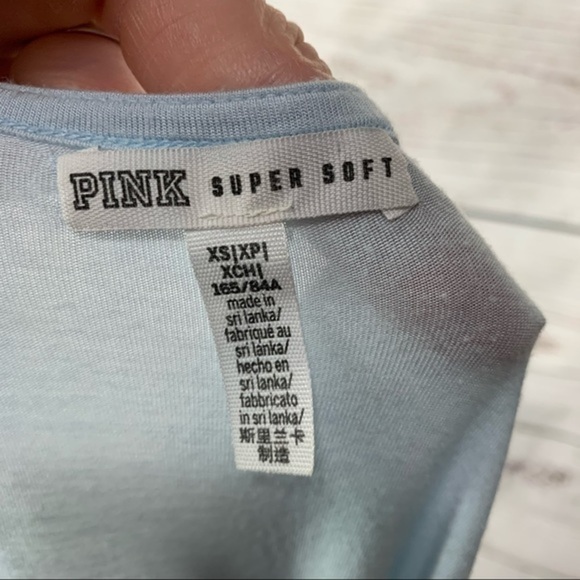 PINK SUPER SOFT
XS|XP|
XCH|
165/84A
made in
sri lanka/
fabriqué au
sri lanka/
hecho en
sri lanka/
fabbricato
in sri lanka/
斯里兰卡
制造